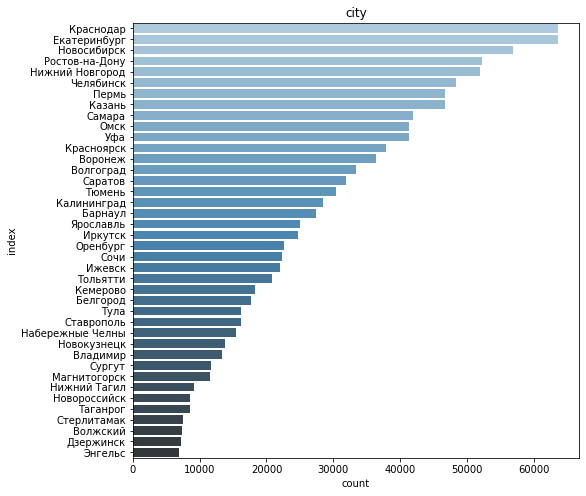 city
Краснодар
Екатеринбург
Новосибирск
Ростов-на-Дону
Нижний Новгород
Челябинск
Пермь
Казань
Самара
Омск
Уфа
Красноярск
Воронеж
Волгоград
Саратов
Тюмень
Калининград
Барнаул
Ярославль
Иркутск
Оренбург
Сочи
Ижевск
Тольятти
Кемерово
Белгород
Тула
Ставрополь
Набережные Челны
Новокузнецк
Владимир
Сургут
Магнитогорск
Нижний Тагил
Новороссийск
Таганрог
Стерлитамак
Волжский
Дзержинск
Энгельс
index
0 10000 20000 30000 40000 50000 60000
count